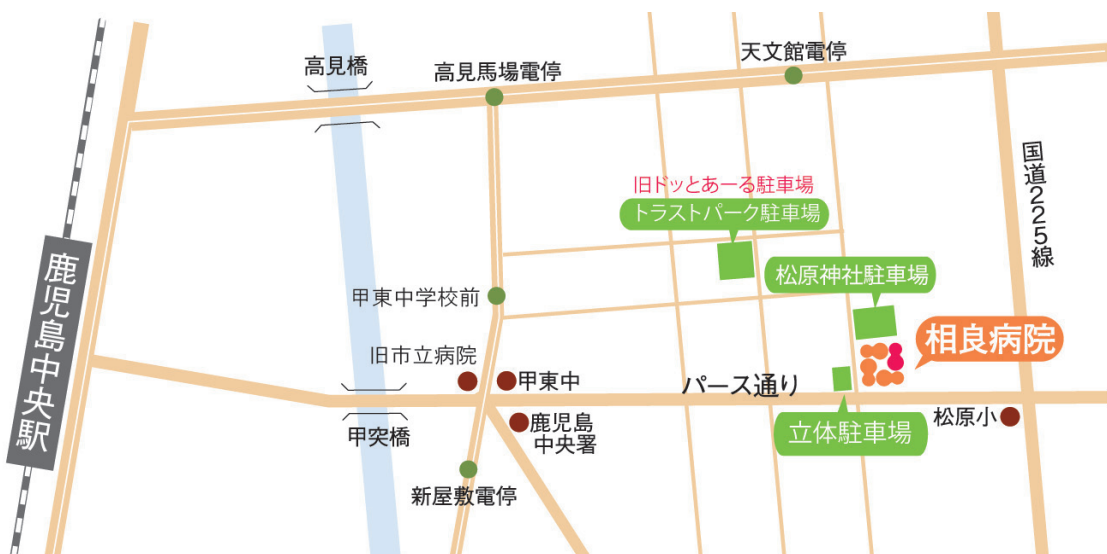 天文館電停
高見橋
高見馬場電停
国道225線
旧ドッとあーる駐車場
トラストパーク駐車場
鹿児島中央駅
松原神社駐車場
甲東中学校前
相良病院
旧市立病院
甲東中
パース通り
甲突橋
鹿児島
中央署
立体駐車場
松原小
新屋敷電停